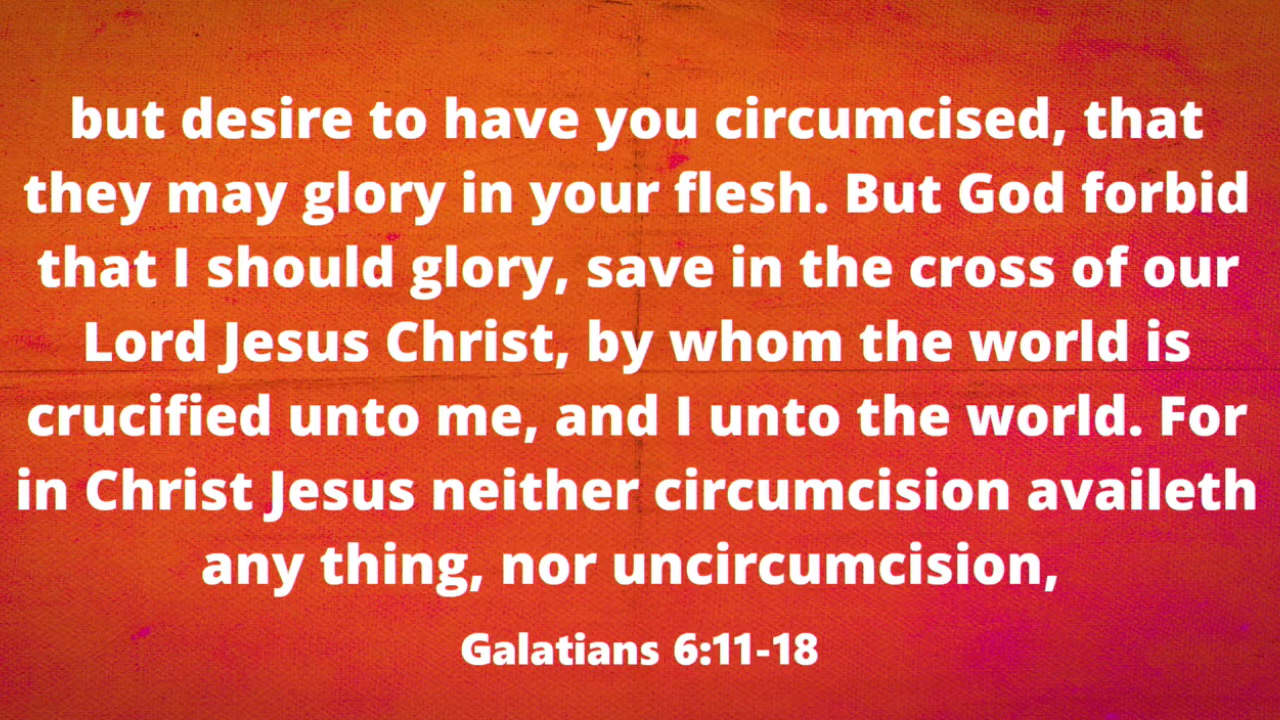 but desire to have you circumcised, that
they may glory in your flesh. But God forbid
that I should glory, save in the cross of our
Lord Jesus Christ, by whom the world is
crucified unto me, and I unto the world. For
in Christ Jesus neither circumcision availeth
any thing, nor uncircumcision,
Galatians 6:11-18